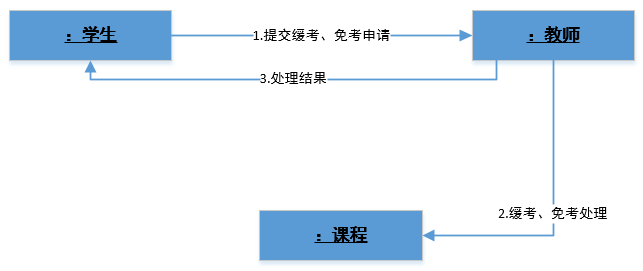 ：学生
1.提交缓考、免考申请
：教师
3.处理结果
2.缓考、免考处理
：课程